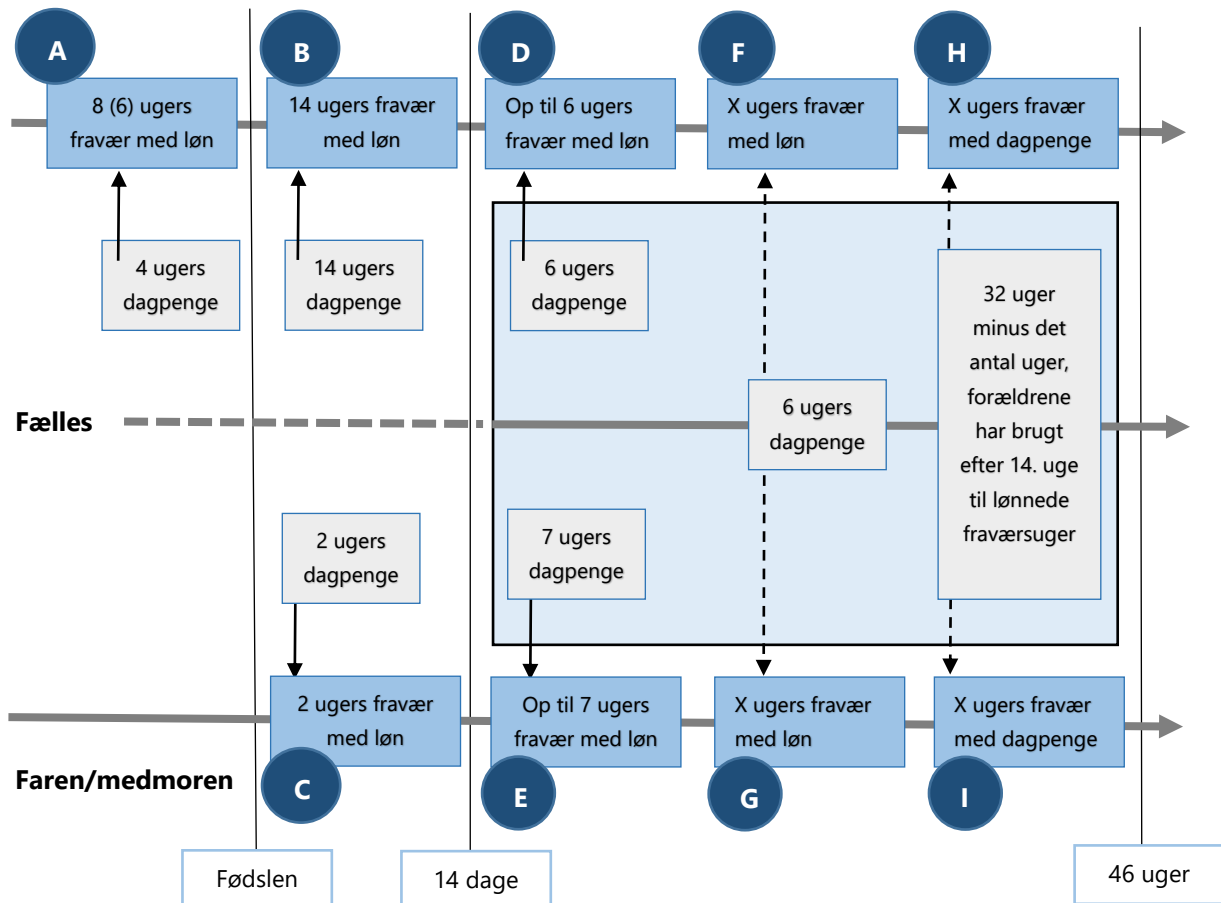 A
B
D
F
H
8 (6) ugers
fravær med løn
14 ugers fravær
med løn
Op til 6 ugers
fravær med løn
X ugers fravær
med løn
X ugers fravær
med dagpenge
4 ugers
dagpenge
14 ugers
dagpenge
6 ugers
dagpenge
32 uger
minus det
antal uger,
forældrene
har brugt
efter 14. uge
til lønnede
fraværsuger
Fælles
6 ugers
dagpenge
2 ugers
dagpenge
7 ugers
dagpenge
2 ugers fravær
med løn
Op til 7 ugers
fravær med løn
X ugers fravær
med løn
X ugers fravær
med dagpenge
Faren/medmoren
C
E
G
I
Fødslen
14 dage
46 uger